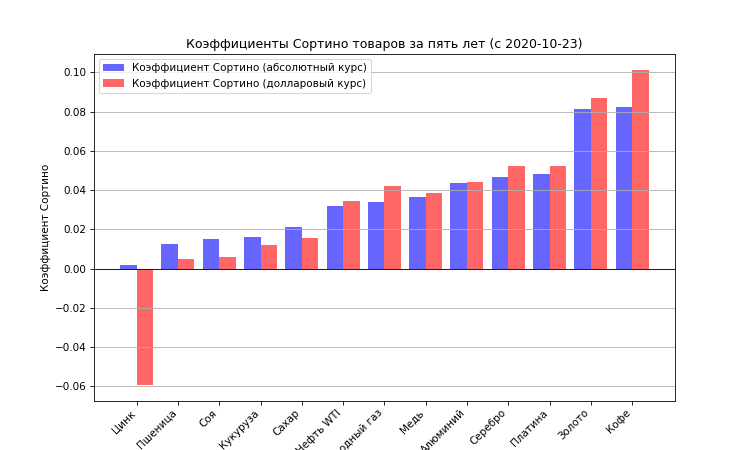 Коэффициенты Сортино товаров за пять лет (с 2020-10-23)
Коэффициент Сортино (абсолютный курс)
Коэффициент Сортино (долларовый курс)
Коэффициент Сортино
0.10
0.08
0.06
0.04
0.02
0.00
−0.02
−0.04
−0.06
Цинк
Пшеница
Соя
Кукуруза
Сахар
Нефть WTI
газ
Медь
Алюминий
Серебро
Платина
Золото
Кофе